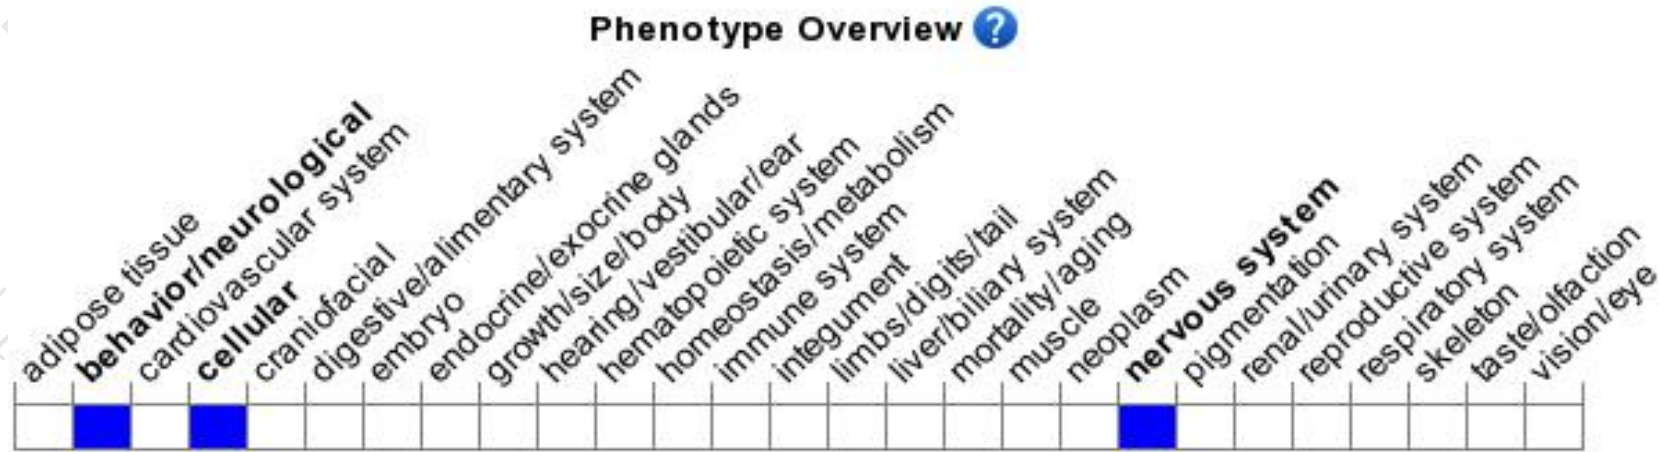 Phenotype Overview ?
adipose tissue
behavior/neurological
cardiovascular system
cellular
craniofacial
digestive/alimentary system
embryo
endocrine/exocrine glands
growth/size/body
hearing/vestibular/ear
hematopoietic system
homeostasis/metabolism
immune system
integument
limbs/digits/tail
liver/biliary system
mortality/aging
muscle
neoplasm
nervous system
pigmentation
renal/urinary system
reproductive system
respiratory system
skeleton
taste/olfaction
vision/eye